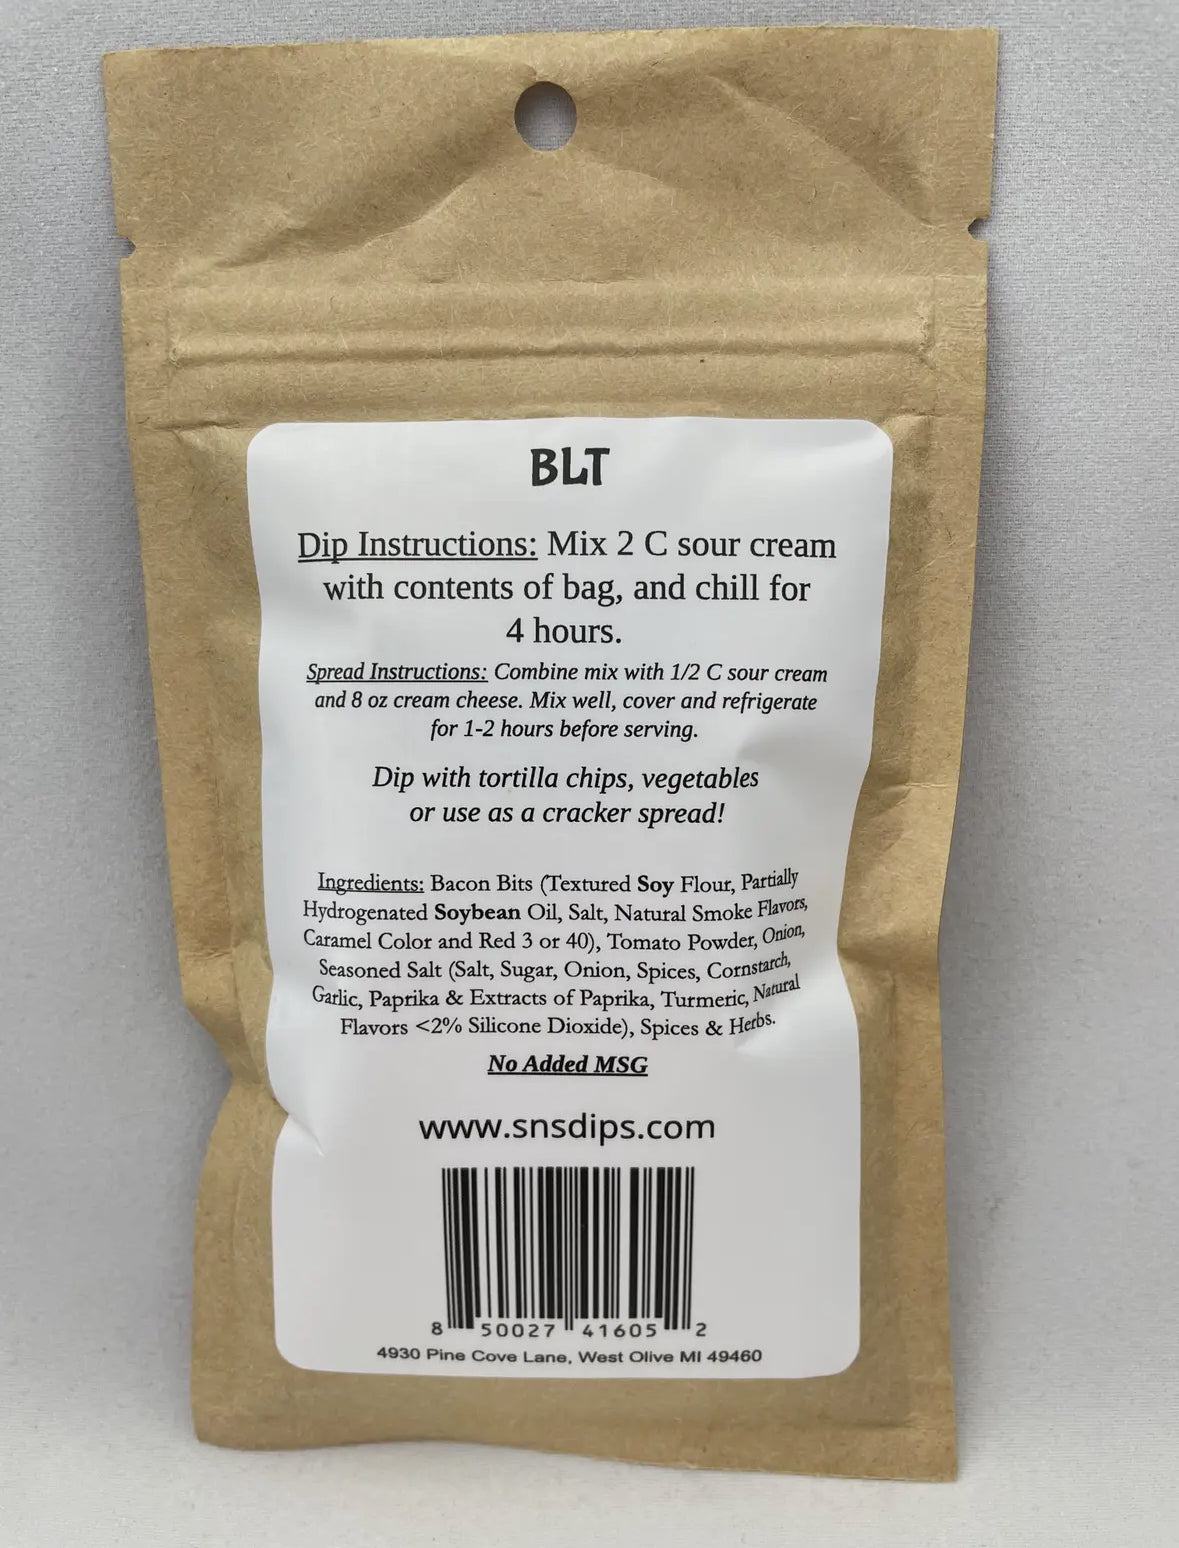 BLT
Dip Instructions: Mix 2 C sour cream
with contents of bag, and chill for
4 hours.
Spread Instructions: Combine mix with 1/2 C sour cream
and 8 oz cream cheese. Mix well, cover and refrigerate
for 1-2 hours before serving.
Dip with tortilla chips, vegetables
or use as a cracker spread!
Ingredients: Bacon Bits (Textured Soy Flour, Partially
Hydrogenated Soybean Oil, Salt, Natural Smoke Flavors,
Caramel Color and Red 3 or 40), Tomato Powder, Onion,
Seasoned Salt (Salt, Sugar, Onion, Spices, Cornstarch,
Garlic, Paprika & Extracts of Paprika, Turmeric, Natural
Flavors <2% Silicone Dioxide), Spices & Herbs.
No Added MSG
www.snsdips.com
8 50027 41605 2
4930 Pine Cove Lane, West Olive MI 49460